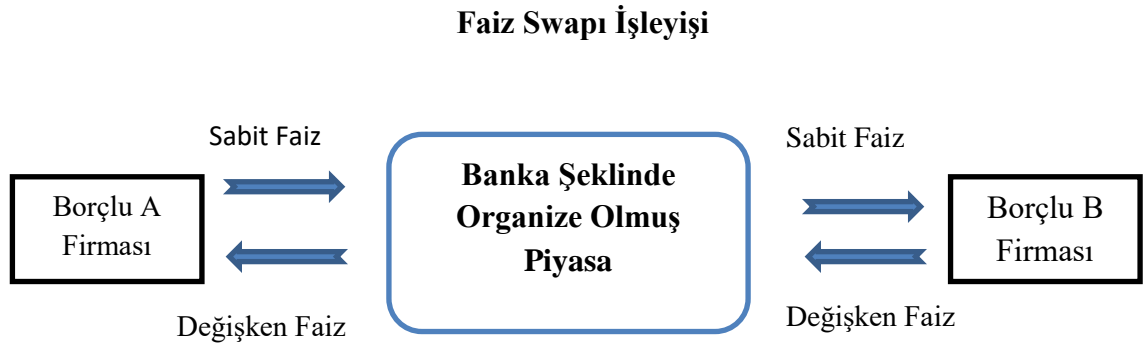 Faiz Swapı İşleyişi
Sabit Faiz
Sabit Faiz
Borçlu A
Firması
Banka Şeklinde
Organize Olmuş
Piyasa
Borçlu B
Firması
Değişken Faiz
Değişken Faiz